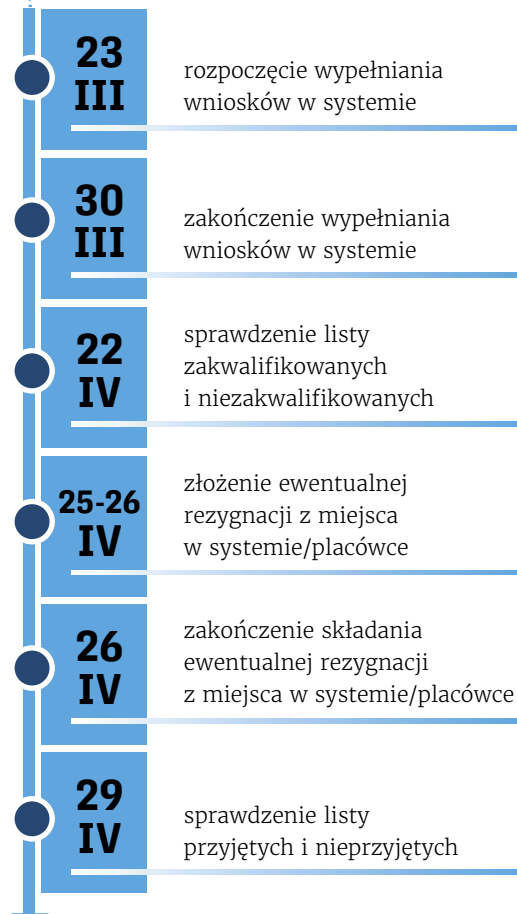 23
III
rozpoczęcie wypełniania
wniosków w systemie
30
III
zakończenie wypełniania
wniosków w systemie
22
IV
sprawdzenie listy
zakwalifikowanych
i niezakwalifikowanych
25-26
IV
złożenie ewentualnej
rezygnacji z miejsca
w systemie/placówce
26
IV
zakończenie składania
ewentualnej rezygnacji
z miejsca w systemie/placówce
29
IV
sprawdzenie listy
przyjętych i nieprzyjętych